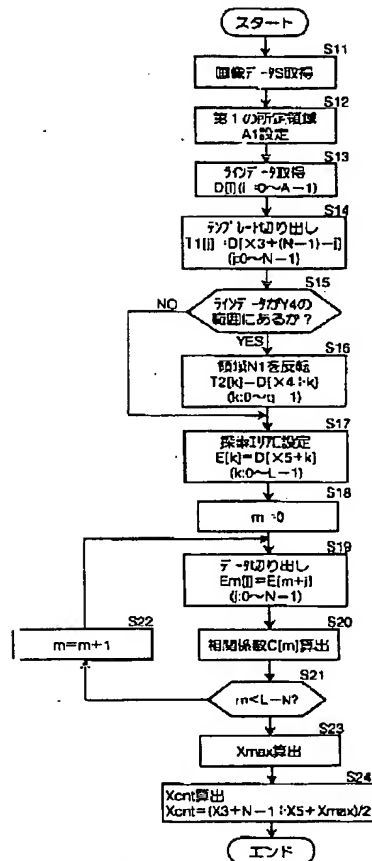 スタート
S11
画像データS取得
S12
第1の所定領域
A1設定
S13
ラインデータ取得
D[i](i:0~A-1)
S14
テンプレート切り出し
T1[j]:D[X3+(N-1)-j]
(j:0~N-1)
S15
ラインデータがY4の
範囲にあるか?
NO
YES
S16
領域N1を反転
T2[k]-D[X4:k]
(k:0~q 1)
S17
探索エリアに設定
E[k]=D[X5+k]
(k:0~L-1)
S18
m:0
S19
データ切り出し
Em[j]=E[m+j]
(j:0~N-1)
S22
m=m+1
S20
相関係数C[m]算出
S21
m<L-N?
S23
Xmax算出
S24
Xcnt算出
Xcnt=(X3+N-1:X5+Xmax)/2
エンド